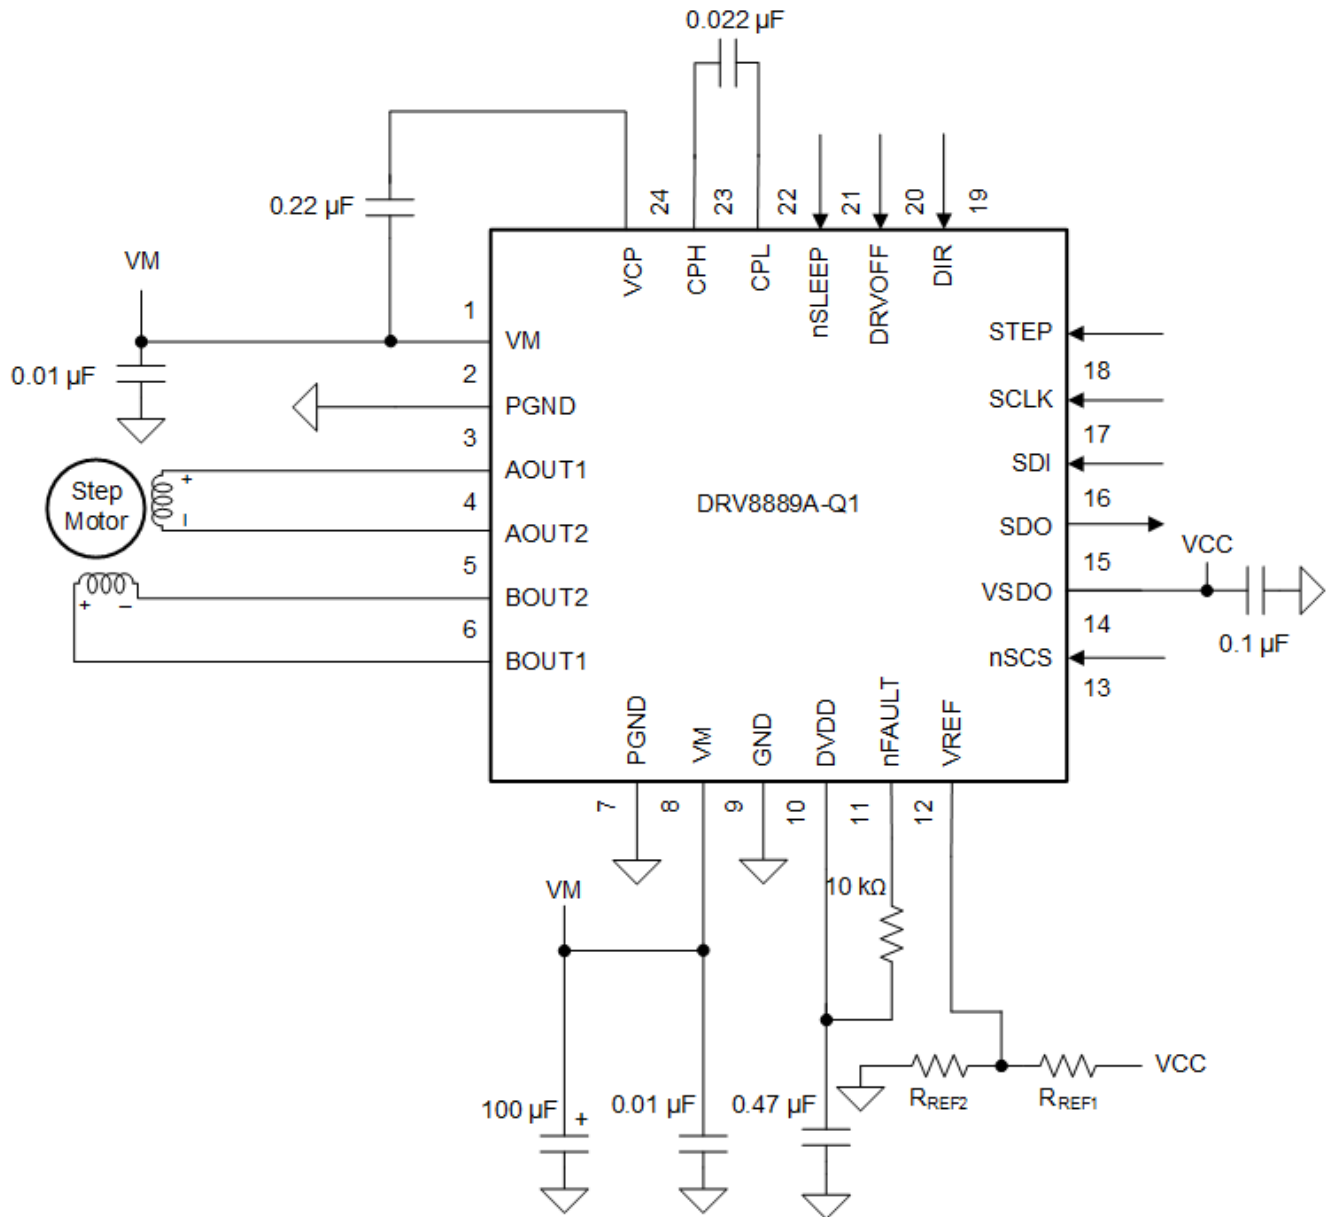 0.022 µF
0.22 µF
24
23
22
21
20
19
VCP
CPH
CPL
nSLEEP
DRVOFF
DIR
VM
0.01 µF
1
VM
2
PGND
3
AOUT1
4
AOUT2
5
BOUT2
6
BOUT1
Step
Motor
+
–
+
–
DRV8889A-Q1
STEP
18
SCLK
17
SDI
16
SDO
15
VSDO
14
nSCS
13
VCC
0.1 µF
PGND
VM
GND
DVDD
nFAULT
VREF
7
8
9
10
11
12
VM
10 kΩ
100 µF
+
0.01 µF
0.47 µF
RREF2
RREF1
VCC